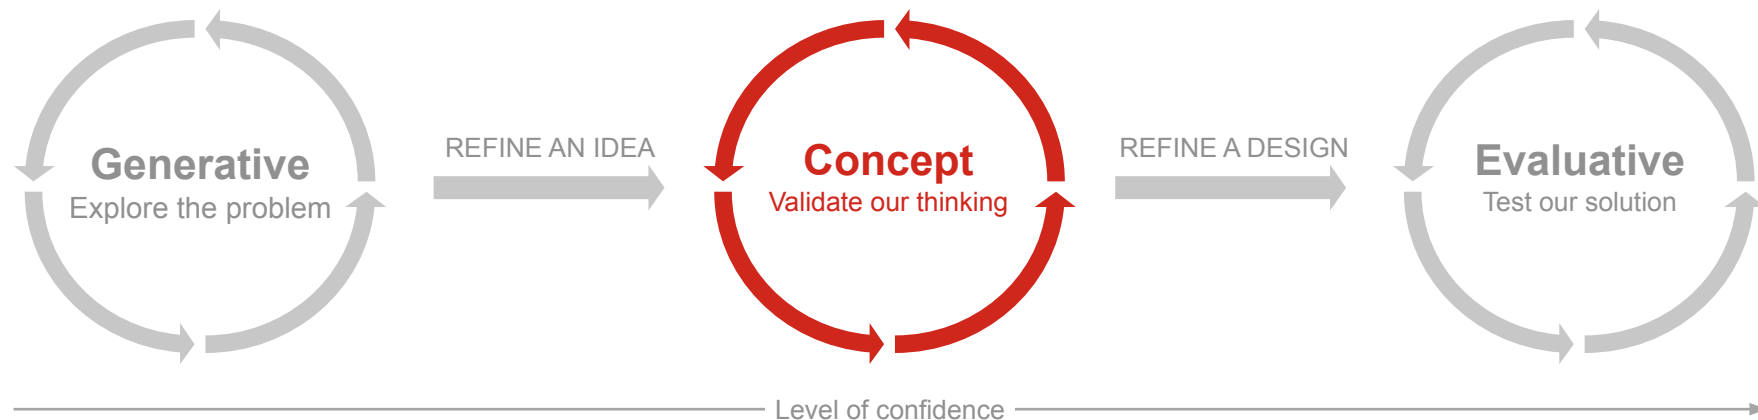 Generative
Explore the problem
REFINE AN IDEA
Concept
Validate our thinking
REFINE A DESIGN
Evaluative
Test our solution
Level of confidence